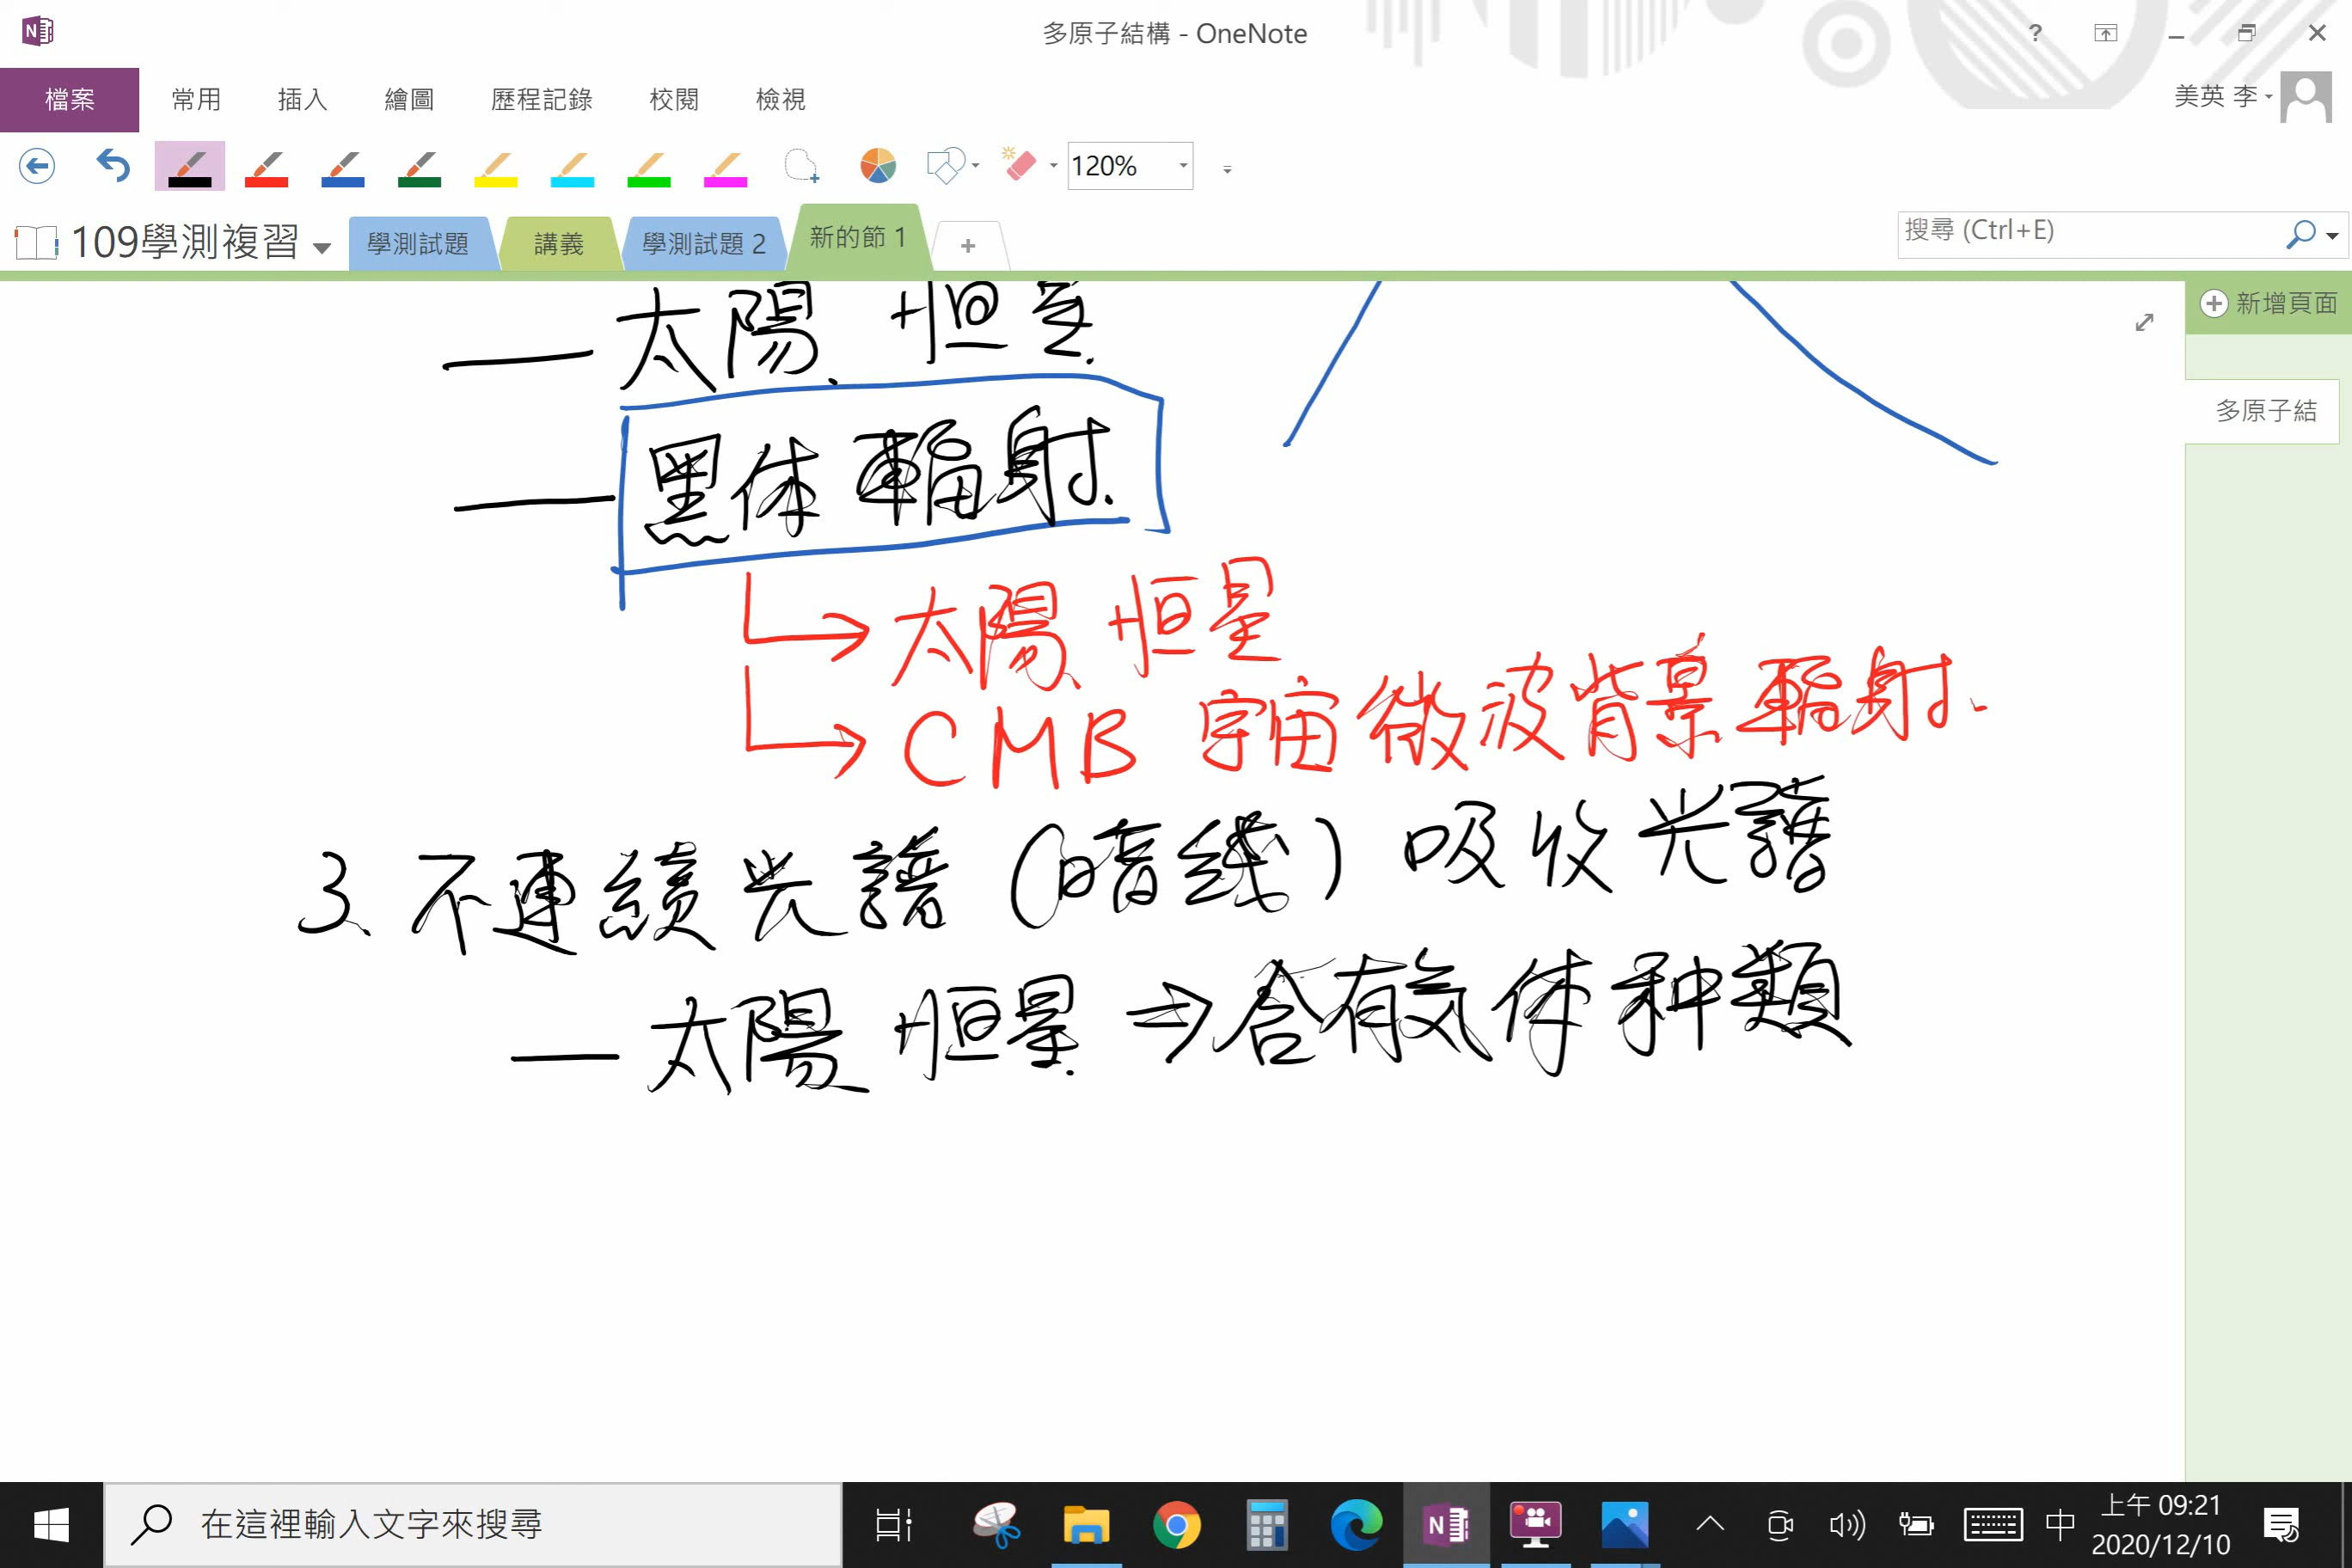 多原子結構 - OneNote
?
檔案 常用 插入 繪圖 歷程記錄 校閱 檢視
美英 李
120%
109學測複習 學測試題 講義 學測試題 2 新的節 1 +
搜尋 (Ctrl+E)
新增頁面
多原子結
—太陽、恒星
—黑体輻射.
太陽、恒星
CMB 宇宙微波背景輻射.
3、不連續光譜(暗线)吸收光譜
—太陽、恒星.→含有気体种類
在這裡輸入文字來搜尋
中
上午 09:21
2020/12/10